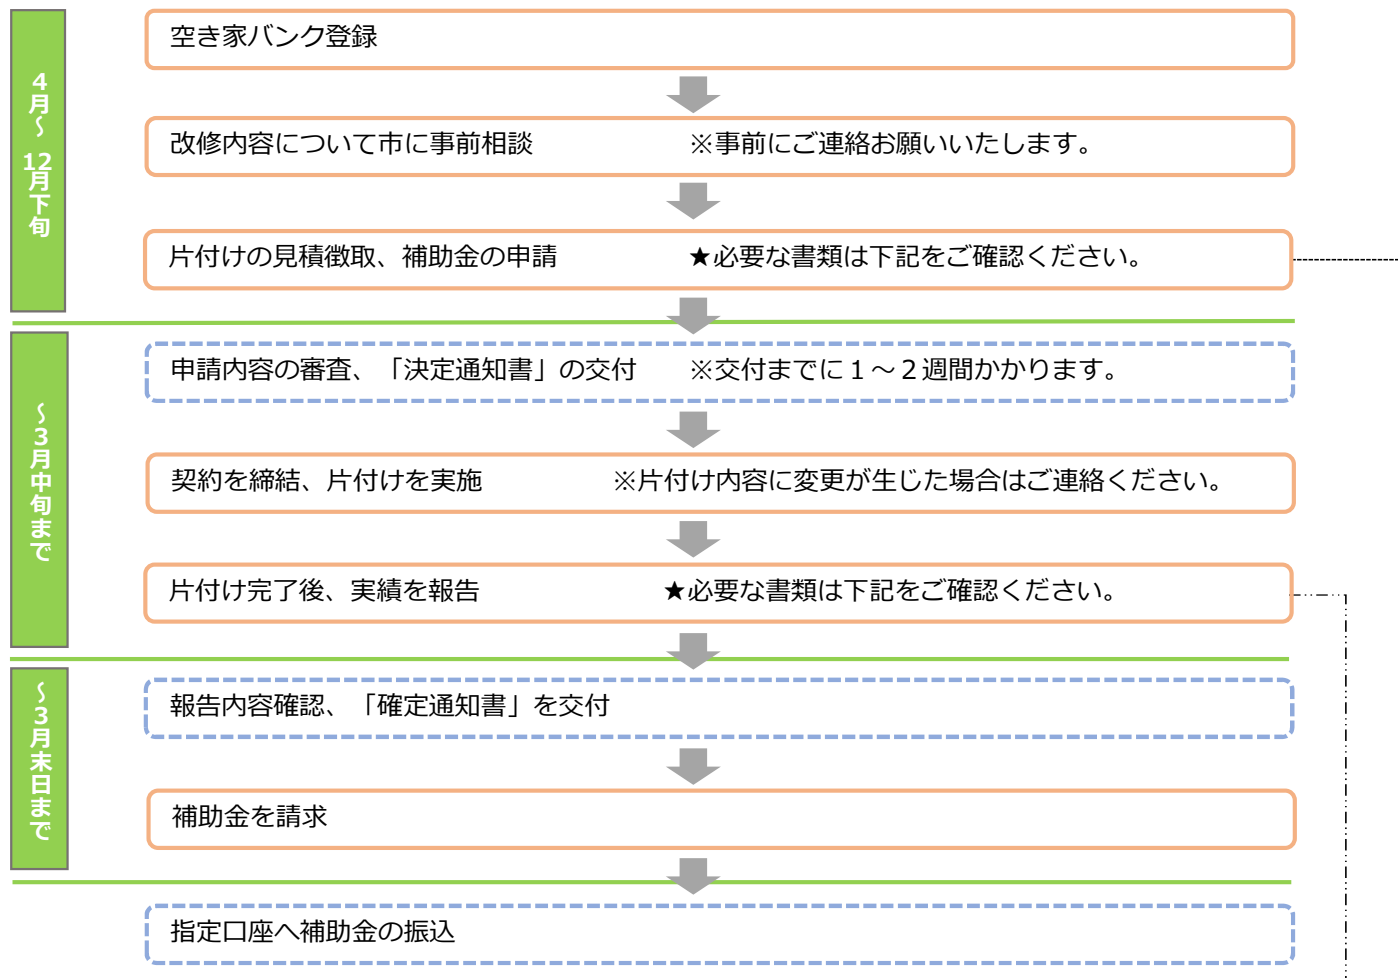 4月～12月下旬
空き家バンク登録
改修内容について市に事前相談　※事前にご連絡お願いいたします。
片付けの見積徴取、補助金の申請　★必要な書類は下記をご確認ください。
～3月中旬まで
申請内容の審査、「決定通知書」の交付　※交付までに１～２週間かかります。
契約を締結、片付けを実施　※片付け内容に変更が生じた場合はご連絡ください。
片付け完了後、実績を報告　★必要な書類は下記をご確認ください。
～3月末日まで
報告内容確認、「確定通知書」を交付
補助金を請求
指定口座へ補助金の振込